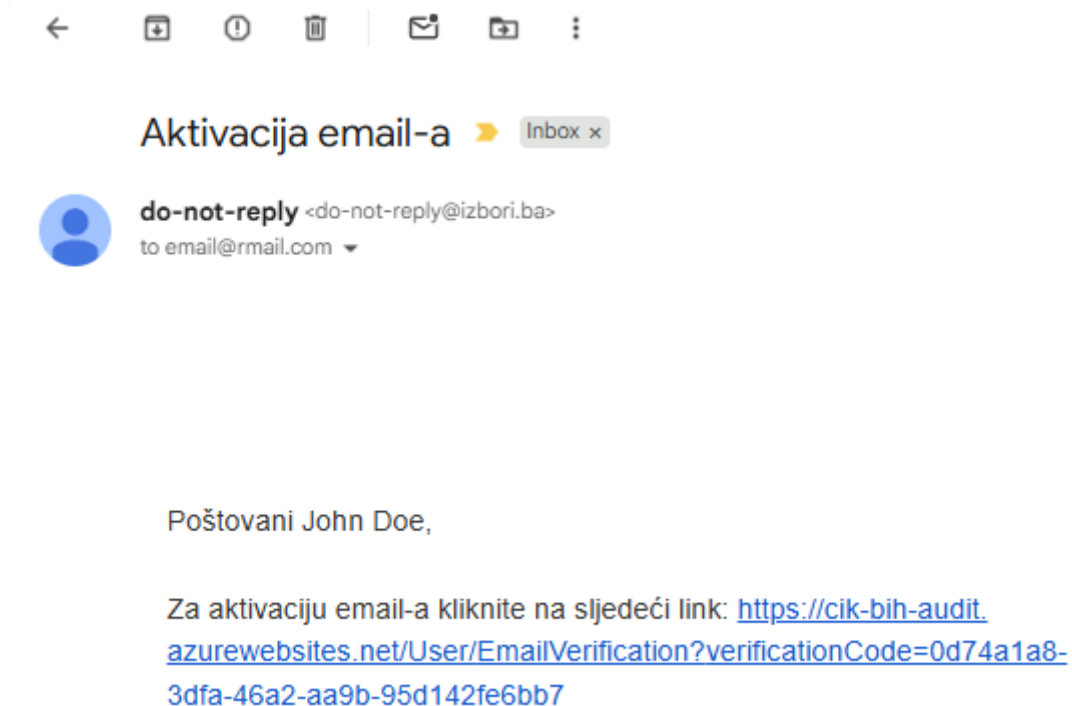 Aktivacija email-a Inbox x
do-not-reply <do-not-reply@izbori.ba>
to email@rmail.com
Poštovani John Doe,
Za aktivaciju email-a kliknite na sljedeći link: https://cik-bih-audit.
azurewebsites.net/User/EmailVerification?verificationCode=0d74a1a8-
3dfa-46a2-aa9b-95d142fe6bb7